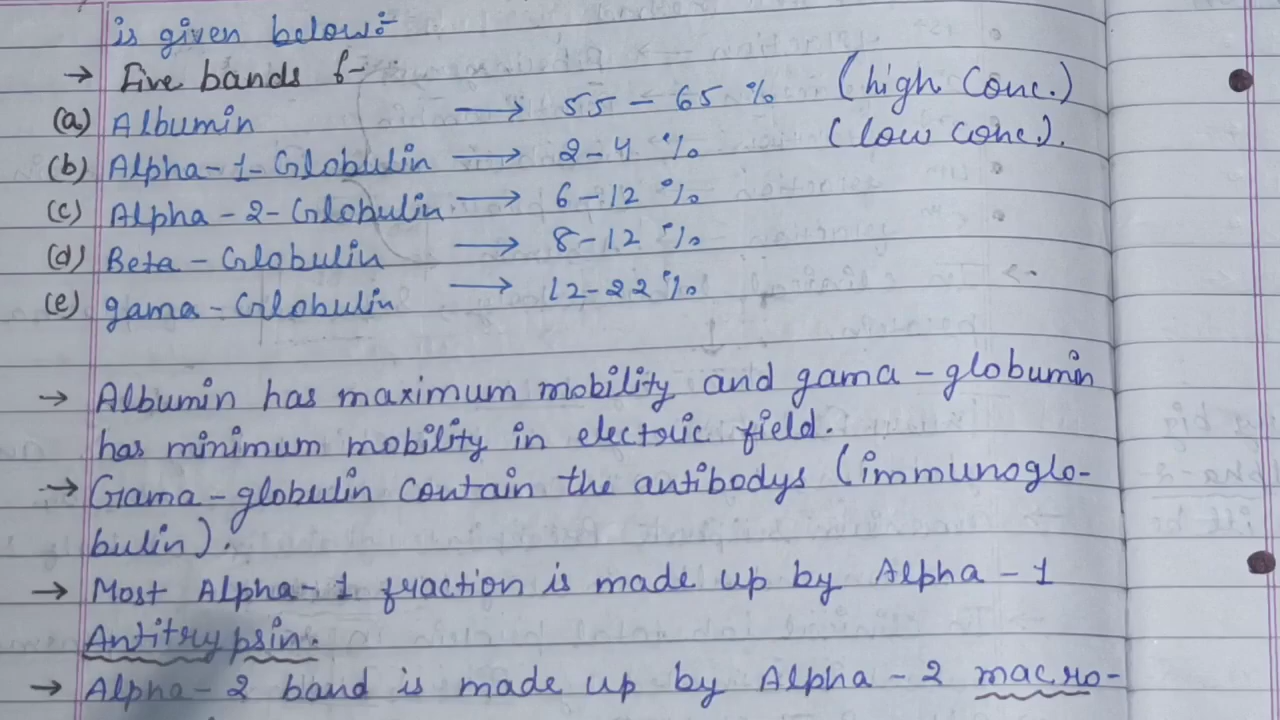 is given below:-
→ Five bands :-
(a) Albumin → 55 - 65 % (high Conc.)
(b) Alpha-1-Globulin → 2-4 % (low conc).
(c) Alpha-2-Globulin → 6-12 %
(d) Beta-Globulin → 8-12 %
(e) gama-Globulin → 12-22 %
→ Albumin has maximum mobility and gama-globumin
has minimum mobility in electric field.
→ Gama-globulin contain the antibodys (immunoglo-
bulin).
→ Most Alpha-1 fraction is made up by Alpha-1
Antitrypsin.
→ Alpha-2 band is made up by Alpha-2 macro-